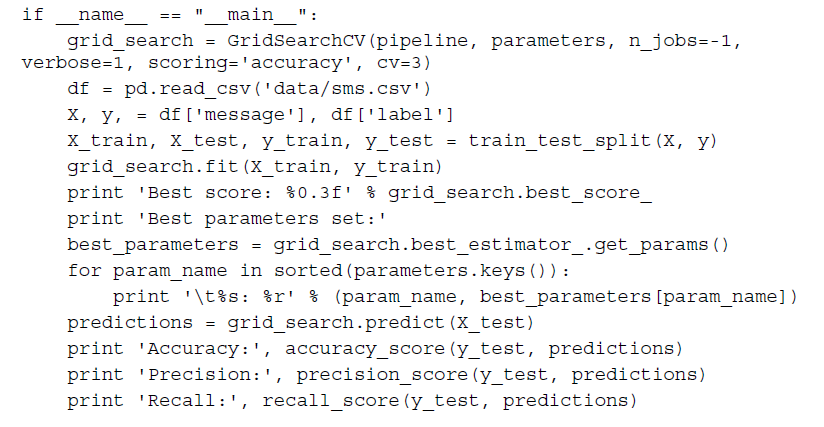 if __name__ == "__main__":
    grid_search = GridSearchCV(pipeline, parameters, n_jobs=-1,
verbose=1, scoring='accuracy', cv=3)
    df = pd.read_csv('data/sms.csv')
    X, y, = df['message'], df['label']
    X_train, X_test, y_train, y_test = train_test_split(X, y)
    grid_search.fit(X_train, y_train)
    print 'Best score: %0.3f' % grid_search.best_score_
    print 'Best parameters set:'
    best_parameters = grid_search.best_estimator_.get_params()
    for param_name in sorted(parameters.keys()):
        print '\t%s: %r' % (param_name, best_parameters[param_name])
    predictions = grid_search.predict(X_test)
    print 'Accuracy:', accuracy_score(y_test, predictions)
    print 'Precision:', precision_score(y_test, predictions)
    print 'Recall:', recall_score(y_test, predictions)